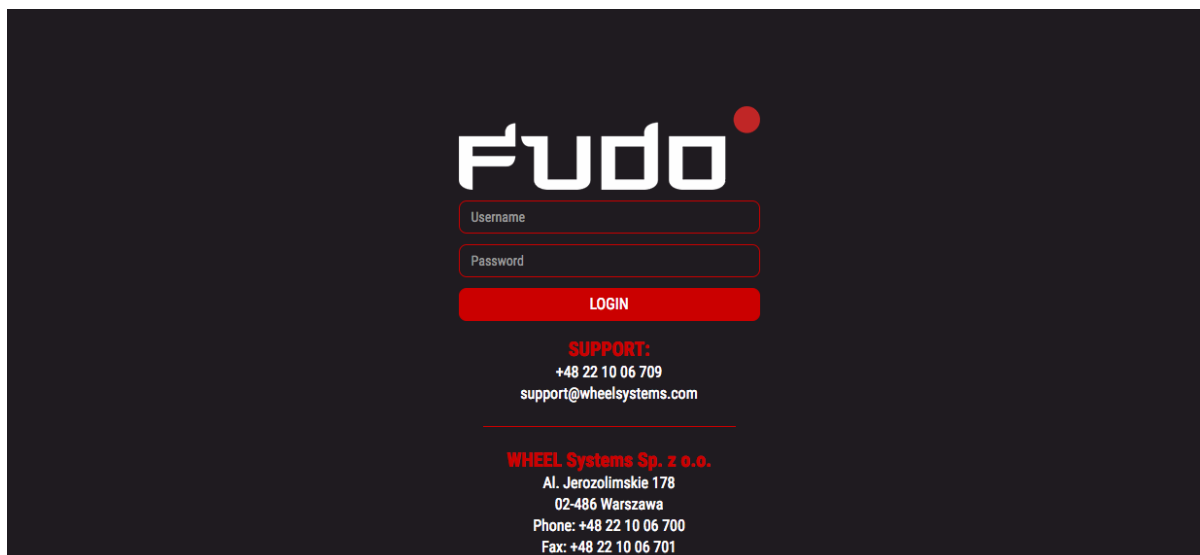 Fudo
Username
Password
LOGIN
SUPPORT:
+48 22 10 06 709
support@wheelsystems.com
WHEEL Systems Sp. z o.o.
Al. Jerozolimskie 178
02-486 Warszawa
Phone: +48 22 10 06 700
Fax: +48 22 10 06 701